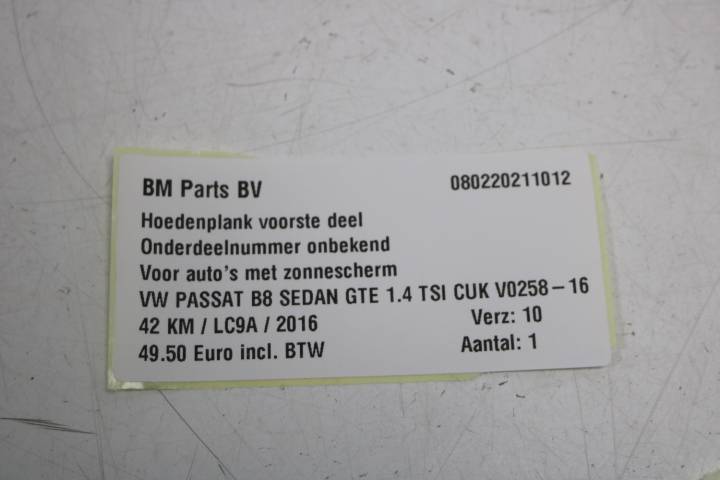 BM Parts BV 080220211012
Hoedenplank voorste deel
Onderdeelnummer onbekend
Voor auto's met zonnescherm
VW PASSAT B8 SEDAN GTE 1.4 TSI CUK V0258-16
42 KM / LC9A / 2016 Verz: 10
49.50 Euro incl. BTW Aantal: 1